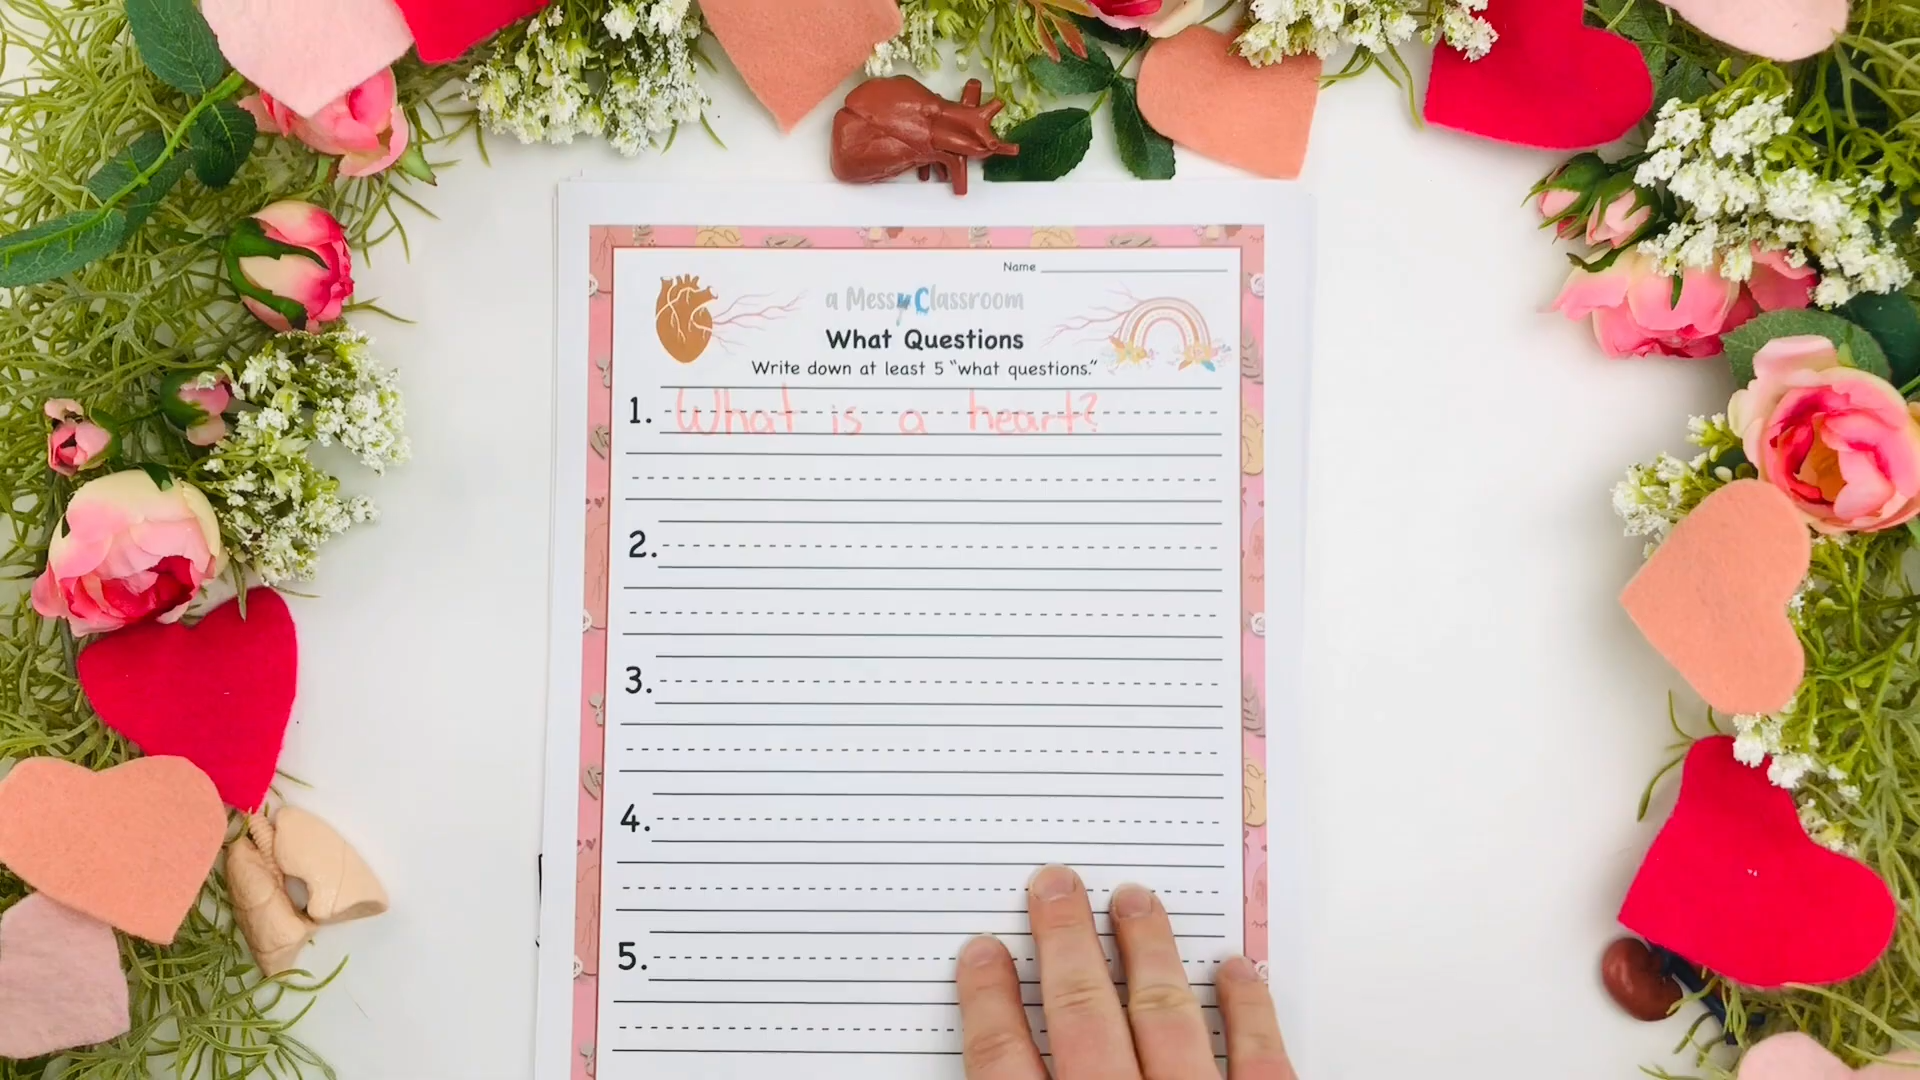 Name
a Messy Classroom
What Questions
Write down at least 5 "what questions."
1. What is a heart?
2.
3.
4.
5.